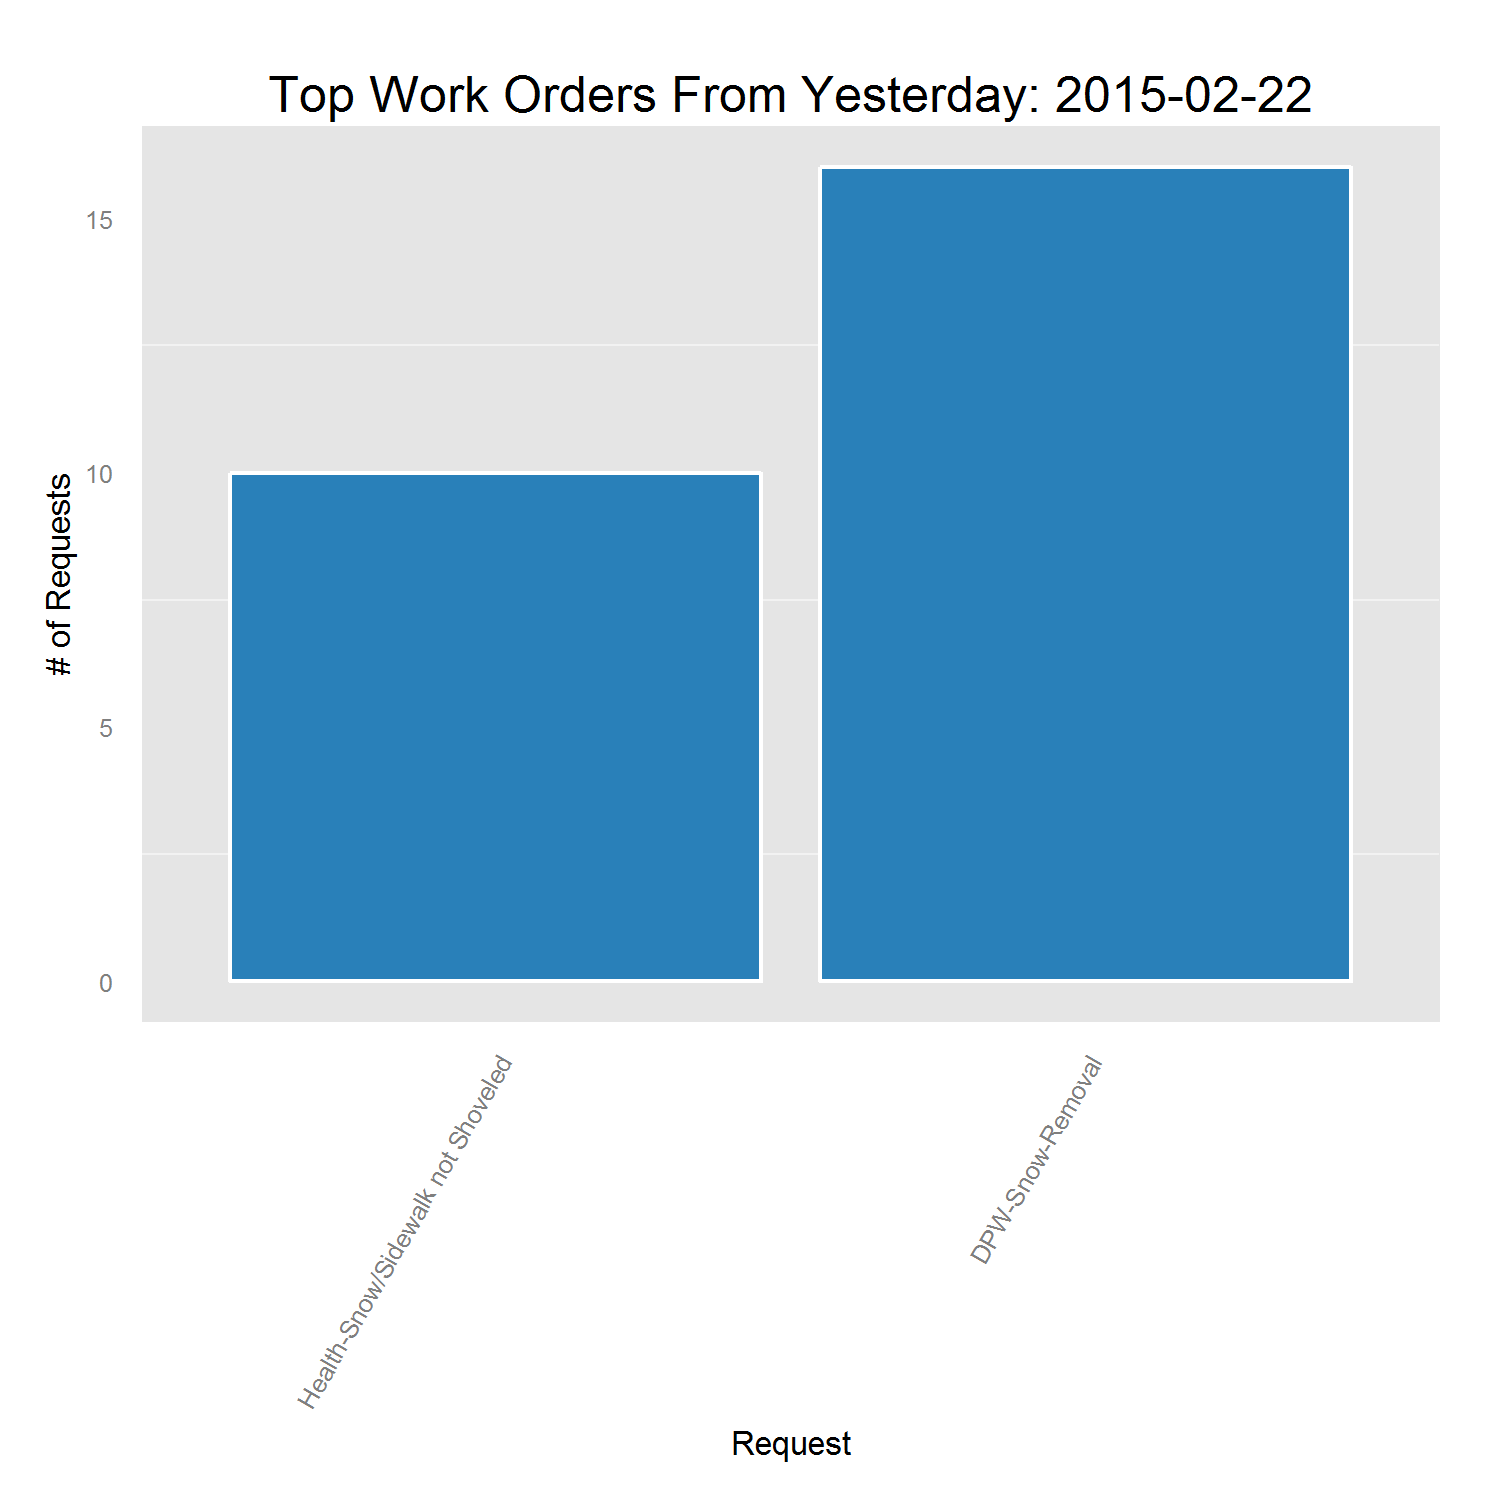 Top Work Orders From Yesterday: 2015-02-22
# of Requests
15
10
5
0
Health-Snow/Sidewalk not Shoveled
DPW-Snow-Removal
Request